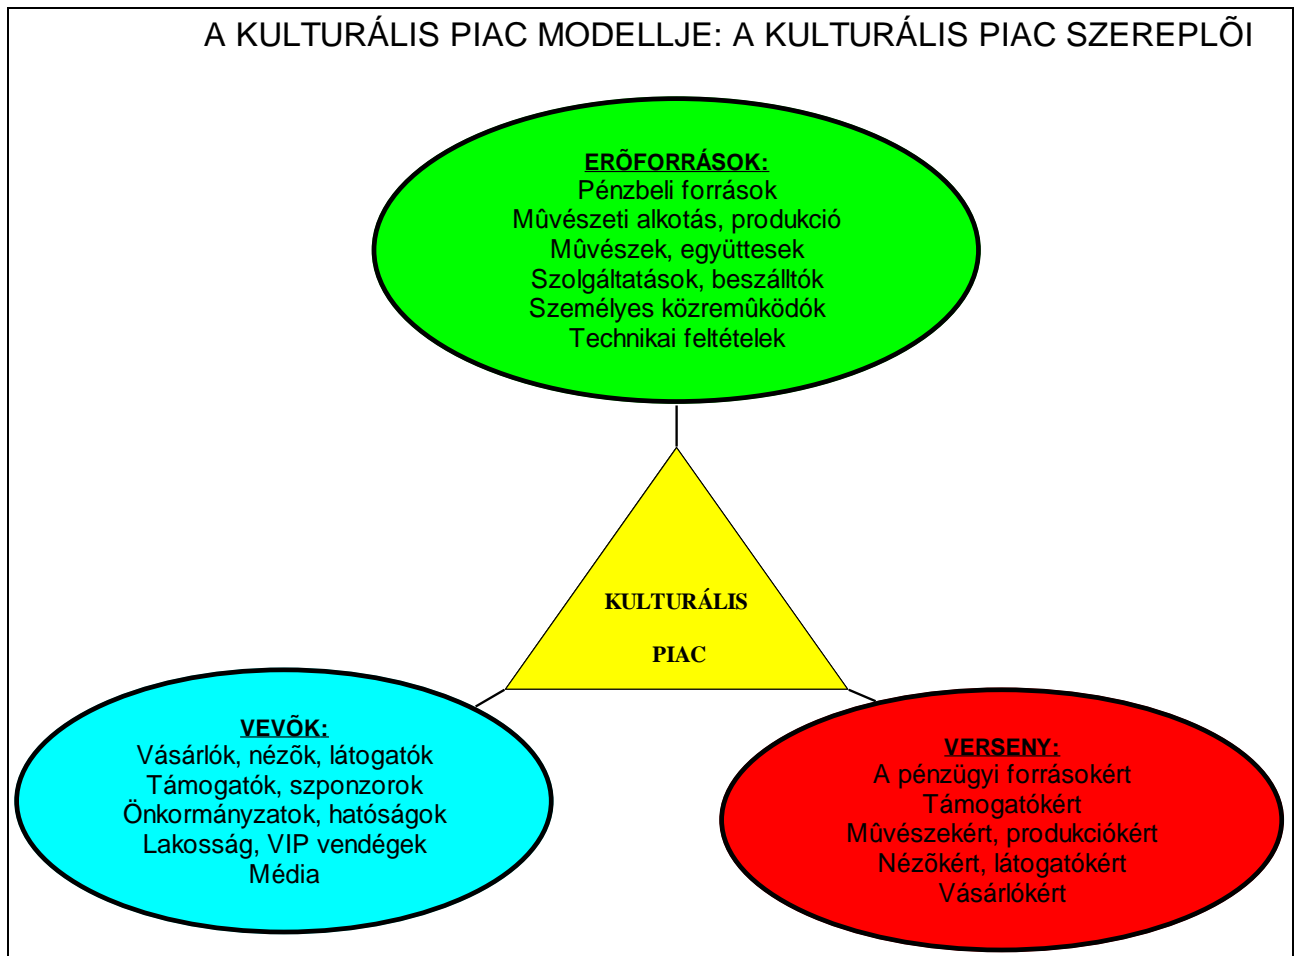 A KULTURÁLIS PIAC MODELLJE: A KULTURÁLIS PIAC SZEREPLÕI
ERÕFORRÁSOK:
Pénzbeli források
Mûvészeti alkotás, produkció
Mûvészek, együttesek
Szolgáltatások, beszálltók
Személyes közremûködók
Technikai feltételek
KULTURÁLIS
PIAC
VEVÕK:
Vásárlók, nézõk, látogatók
Támogatók, szponzorok
Önkormányzatok, hatóságok
Lakosság, VIP vendégek
Média
VERSENY:
A pénzügyi forrásokért
Támogatókért
Mûvészekért, produkciókért
Nézõkért, látogatókért
Vásárlókért